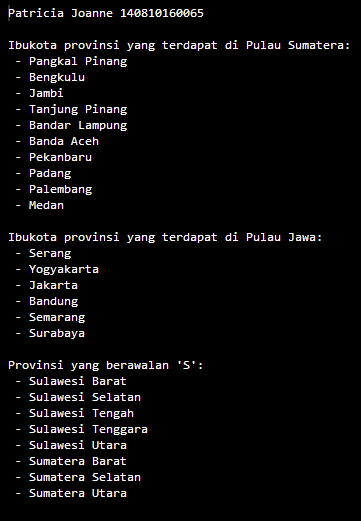 Patricia Joanne 140810160065
Ibukota provinsi yang terdapat di Pulau Sumatera:
- Pangkal Pinang
- Bengkulu
- Jambi
- Tanjung Pinang
- Bandar Lampung
- Banda Aceh
- Pekanbaru
- Padang
- Palembang
- Medan
Ibukota provinsi yang terdapat di Pulau Jawa:
- Serang
- Yogyakarta
- Jakarta
- Bandung
- Semarang
- Surabaya
Provinsi yang berawalan 'S':
- Sulawesi Barat
- Sulawesi Selatan
- Sulawesi Tengah
- Sulawesi Tenggara
- Sulawesi Utara
- Sumatera Barat
- Sumatera Selatan
- Sumatera Utara